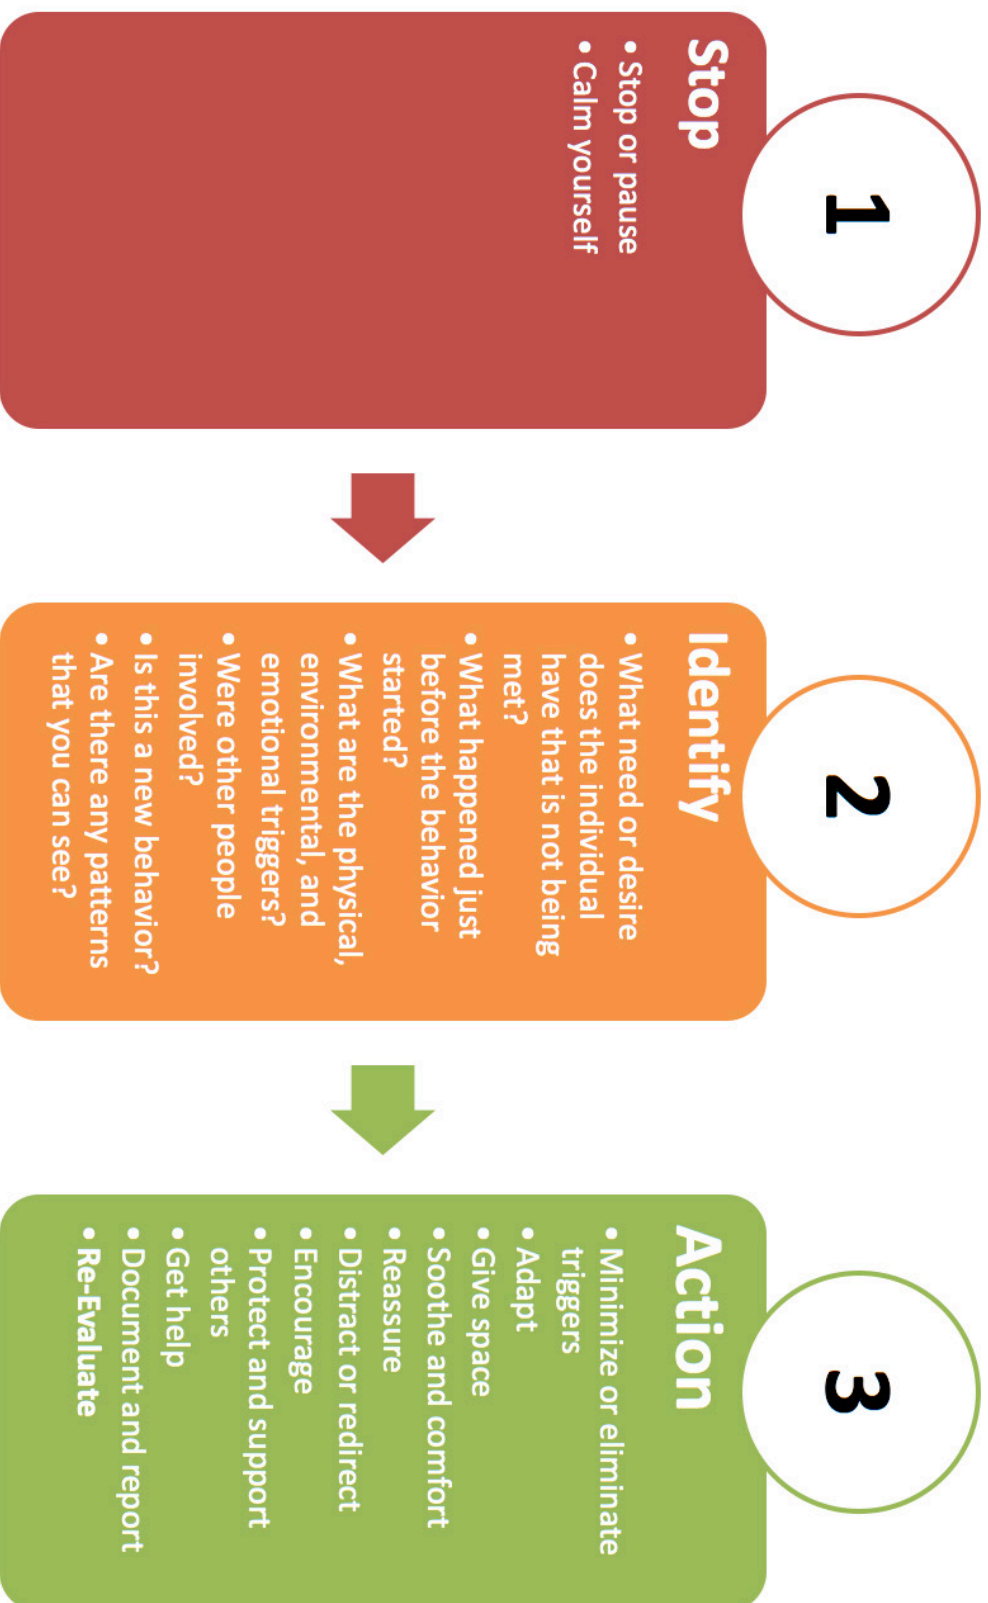 1
Stop
• Stop or pause
• Calm yourself
2
Identify
• What need or desire
does the individual
have that is not being
met?
• What happened just
before the behavior
started?
• What are the physical,
environmental, and
emotional triggers?
• Were other people
involved?
• Is this a new behavior?
• Are there any patterns
that you can see?
3
Action
• Minimize or eliminate
triggers
• Adapt
• Give space
• Soothe and comfort
• Reassure
• Distract or redirect
• Encourage
• Protect and support
others
• Get help
• Document and report
• Re-Evaluate